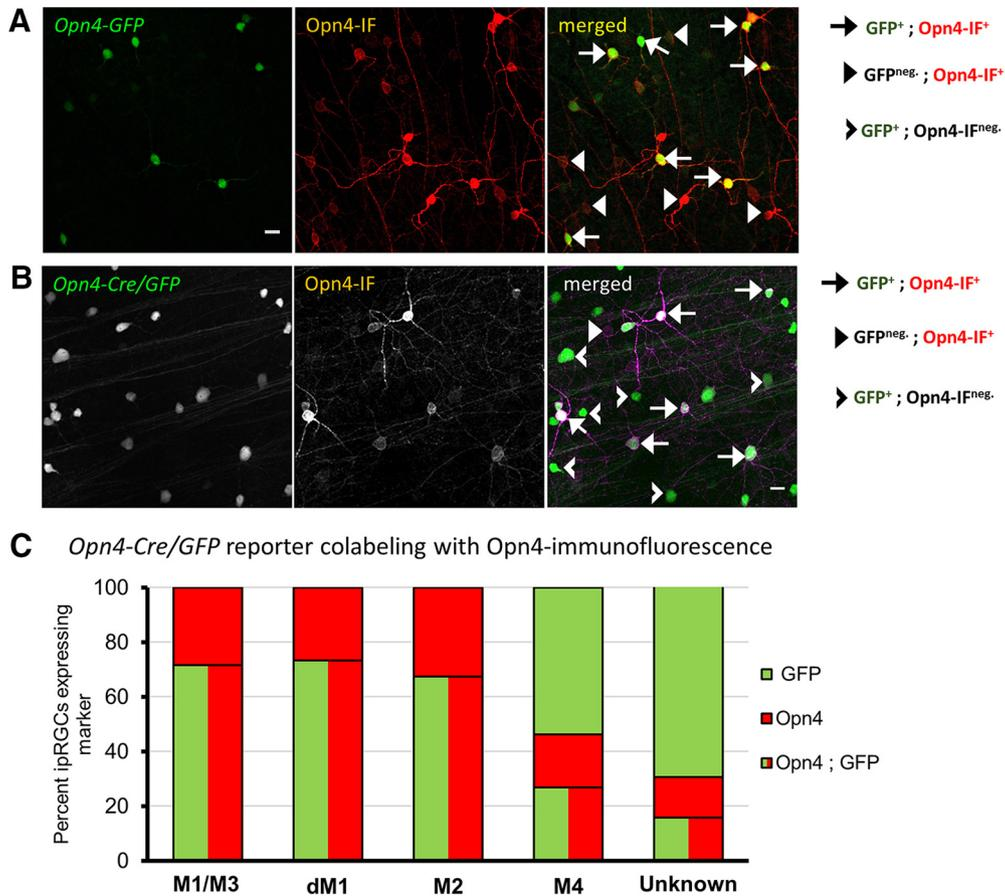 A
Opn4-GFP
Opn4-IF
merged
GFP⁺ ; Opn4-IF⁺
GFPⁿᵉᵍ· ; Opn4-IF⁺
GFP⁺ ; Opn4-IFⁿᵉᵍ·
B
Opn4-Cre/GFP
Opn4-IF
merged
GFP⁺ ; Opn4-IF⁺
GFPⁿᵉᵍ· ; Opn4-IF⁺
GFP⁺ ; Opn4-IFⁿᵉᵍ·
C
Opn4-Cre/GFP reporter colabeling with Opn4-immunofluorescence
Percent ipRGCs expressing
marker
100
80
60
40
20
0
M1/M3
dM1
M2
M4
Unknown
GFP
Opn4
Opn4 ; GFP